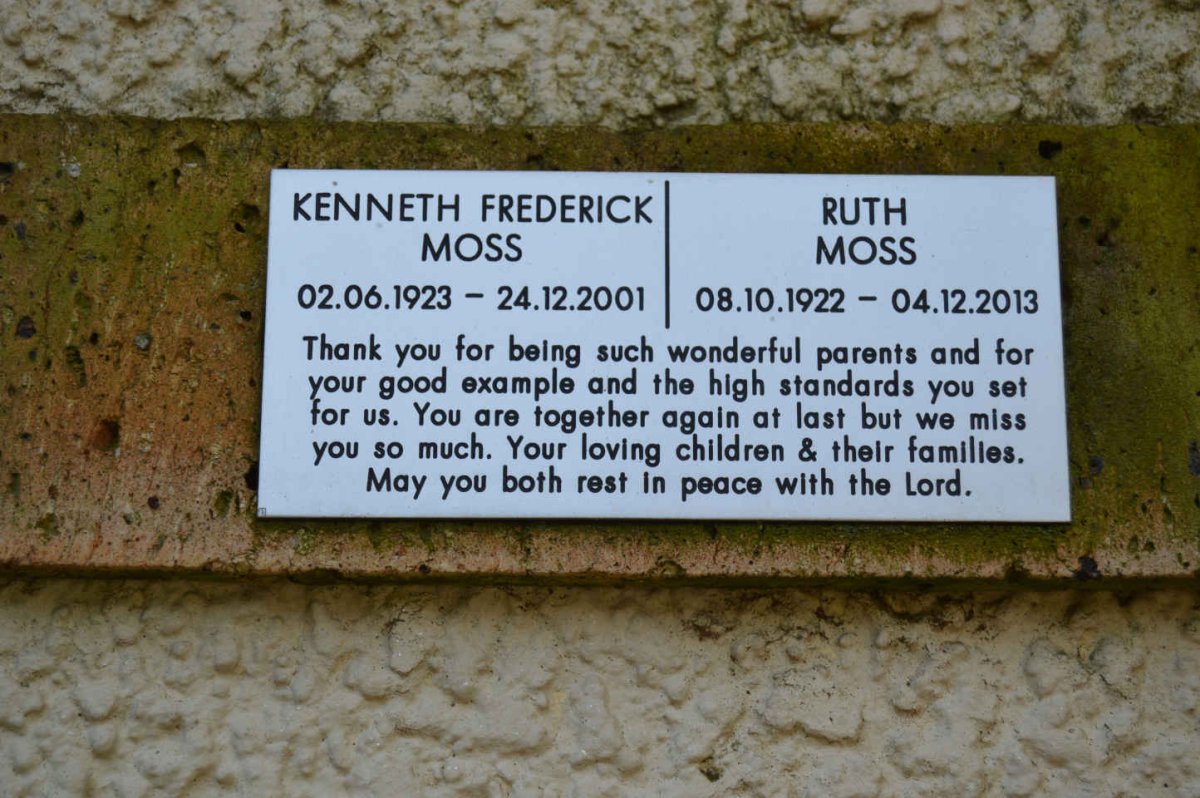 KENNETH FREDERICK
MOSS
02.06.1923 – 24.12.2001
RUTH
MOSS
08.10.1922 – 04.12.2013
Thank you for being such wonderful parents and for
your good example and the high standards you set
for us. You are together again at last but we miss
you so much. Your loving children & their families.
May you both rest in peace with the Lord.